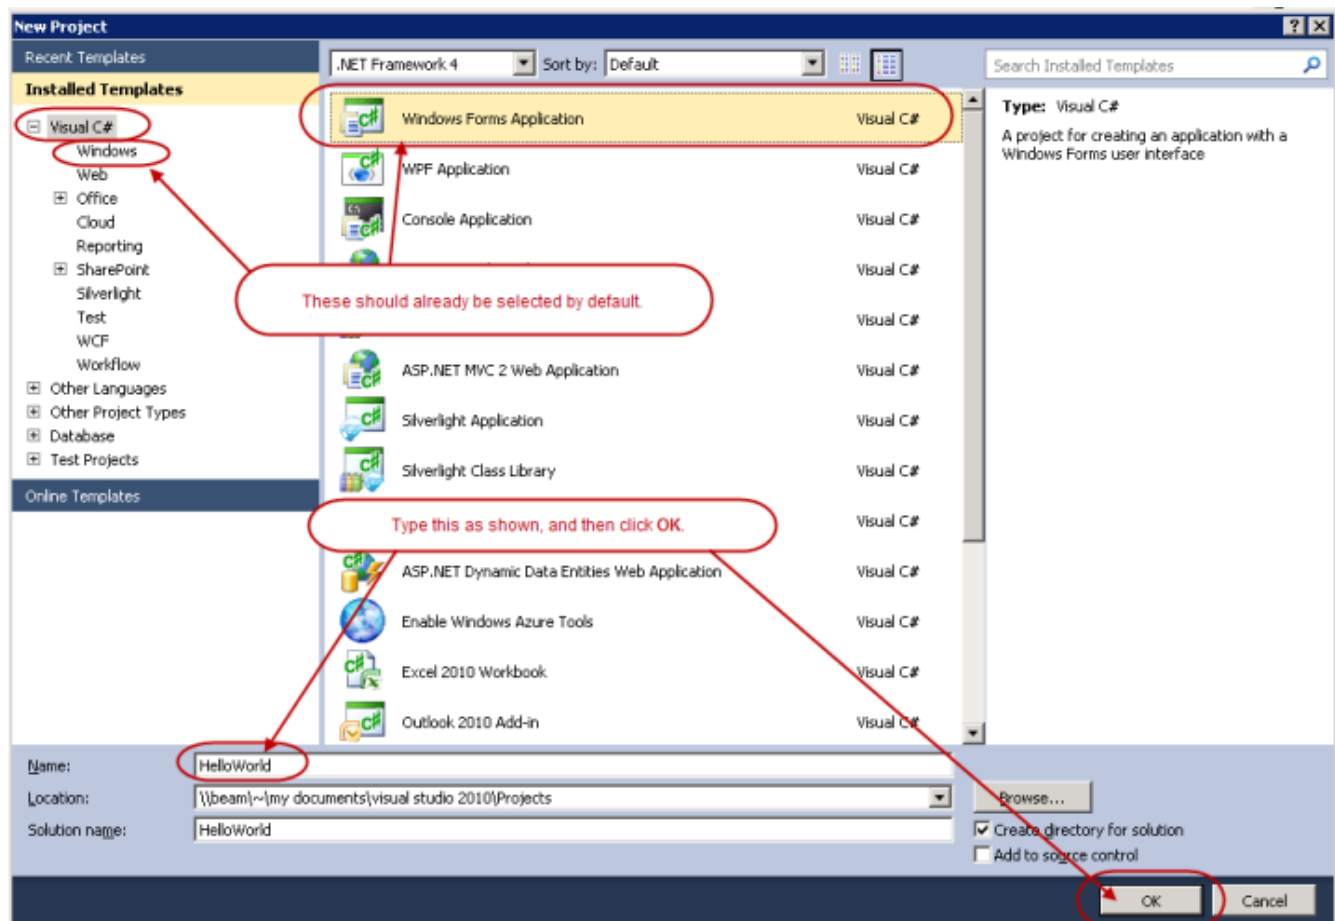 New Project
Recent Templates
.NET Framework 4 Sort by: Default
Search Installed Templates
Installed Templates
Visual C#
Windows
Web
Office
Cloud
Reporting
SharePoint
Silverlight
Test
WCF
Workflow
Other Languages
Other Project Types
Database
Test Projects
Online Templates
Windows Forms Application Visual C#
WPF Application Visual C#
Console Application Visual C#
Visual C#
These should already be selected by default.
Visual C#
ASP.NET MVC 2 Web Application Visual C#
Silverlight Application Visual C#
Silverlight Class Library Visual C#
Type this as shown, and then click OK.
Visual C#
ASP.NET Dynamic Data Entities Web Application Visual C#
Enable Windows Azure Tools Visual C#
Excel 2010 Workbook Visual C#
Outlook 2010 Add-in Visual C#
Type: Visual C#
A project for creating an application with a
Windows Forms user interface
Name: HelloWorld
Location: \\beam\~\my documents\visual studio 2010\Projects
Browse...
Solution name: HelloWorld
Create directory for solution
Add to source control
OK Cancel